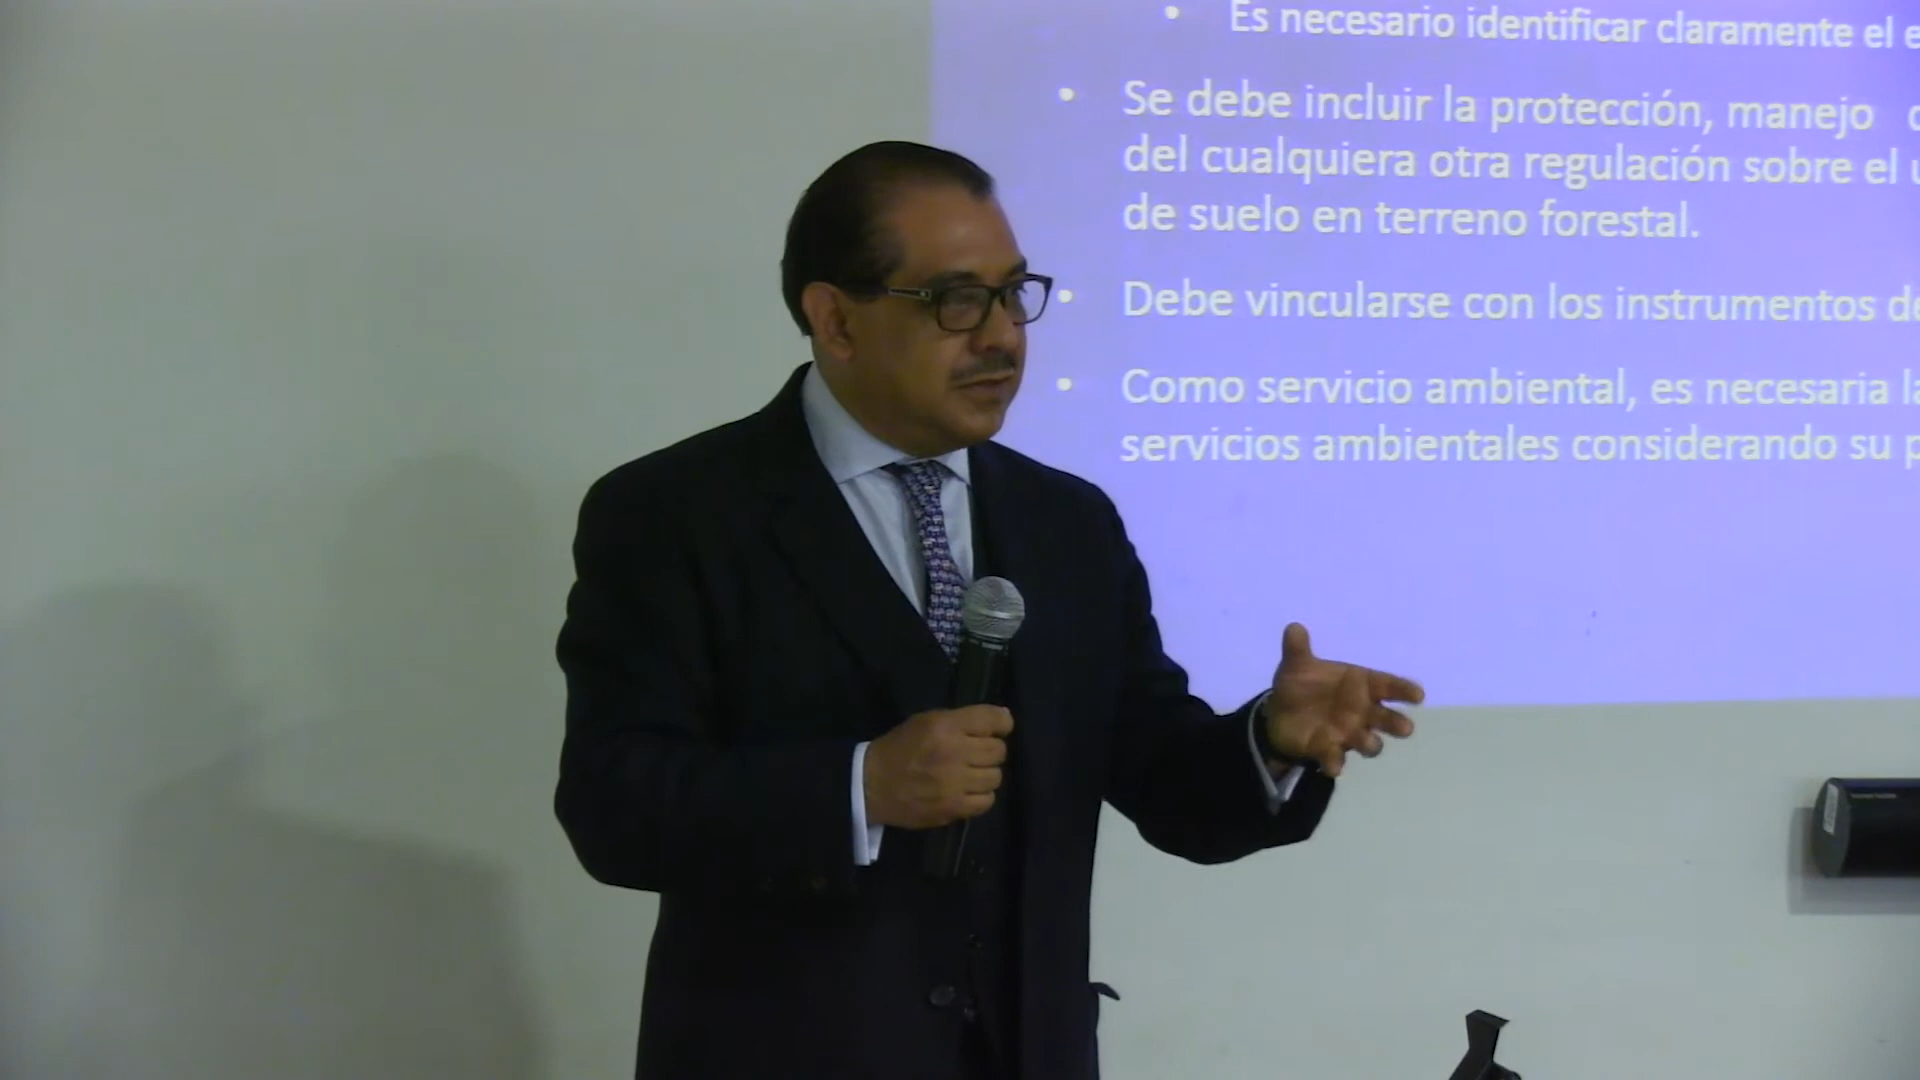 • Es necesario identificar claramente el
• Se debe incluir la protección, manejo
del cualquiera otra regulación sobre el
de suelo en terreno forestal.
• Debe vincularse con los instrumentos
• Como servicio ambiental, es necesaria
servicios ambientales considerando su